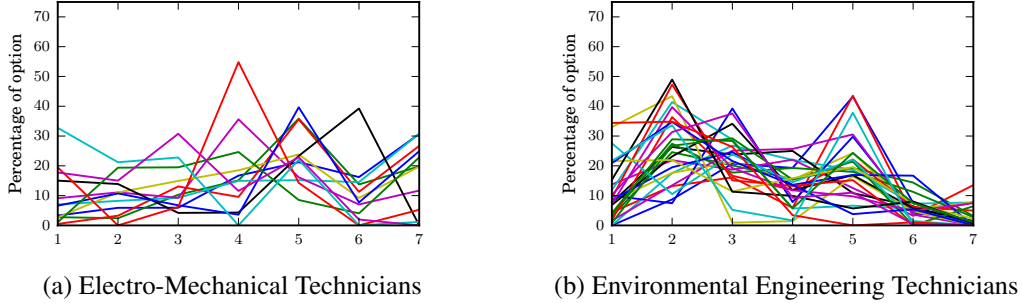 Percentage of option
70
60
50
40
30
20
10
0
1 2 3 4 5 6 7
(a) Electro-Mechanical Technicians
Percentage of option
70
60
50
40
30
20
10
0
1 2 3 4 5 6 7
(b) Environmental Engineering Technicians